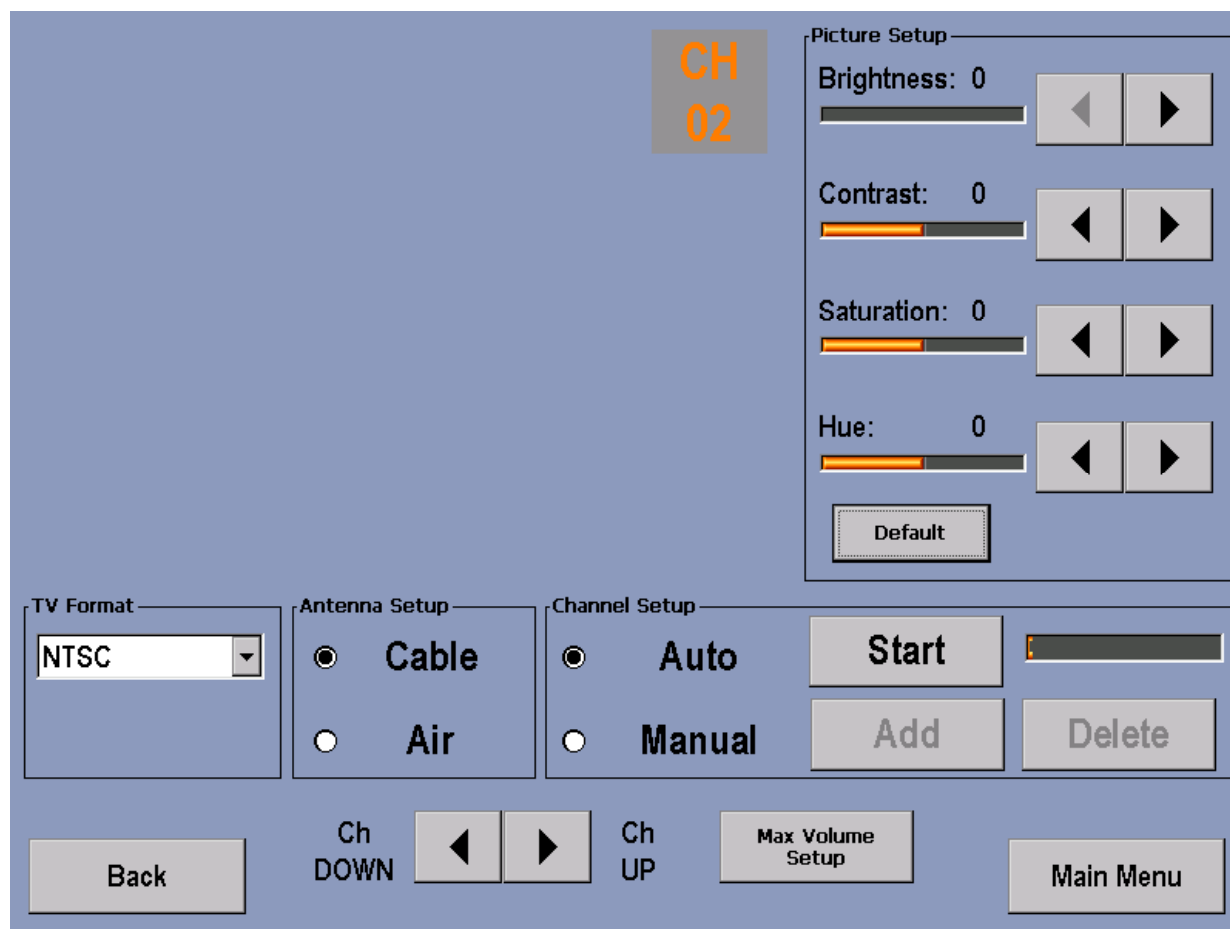 CH
02
Picture Setup
Brightness: 0
Contrast: 0
Saturation: 0
Hue: 0
Default
TV Format
NTSC
Antenna Setup
Cable
Air
Channel Setup
Auto
Start
Manual
Add
Delete
Back
Ch
DOWN
Ch
UP
Max Volume
Setup
Main Menu